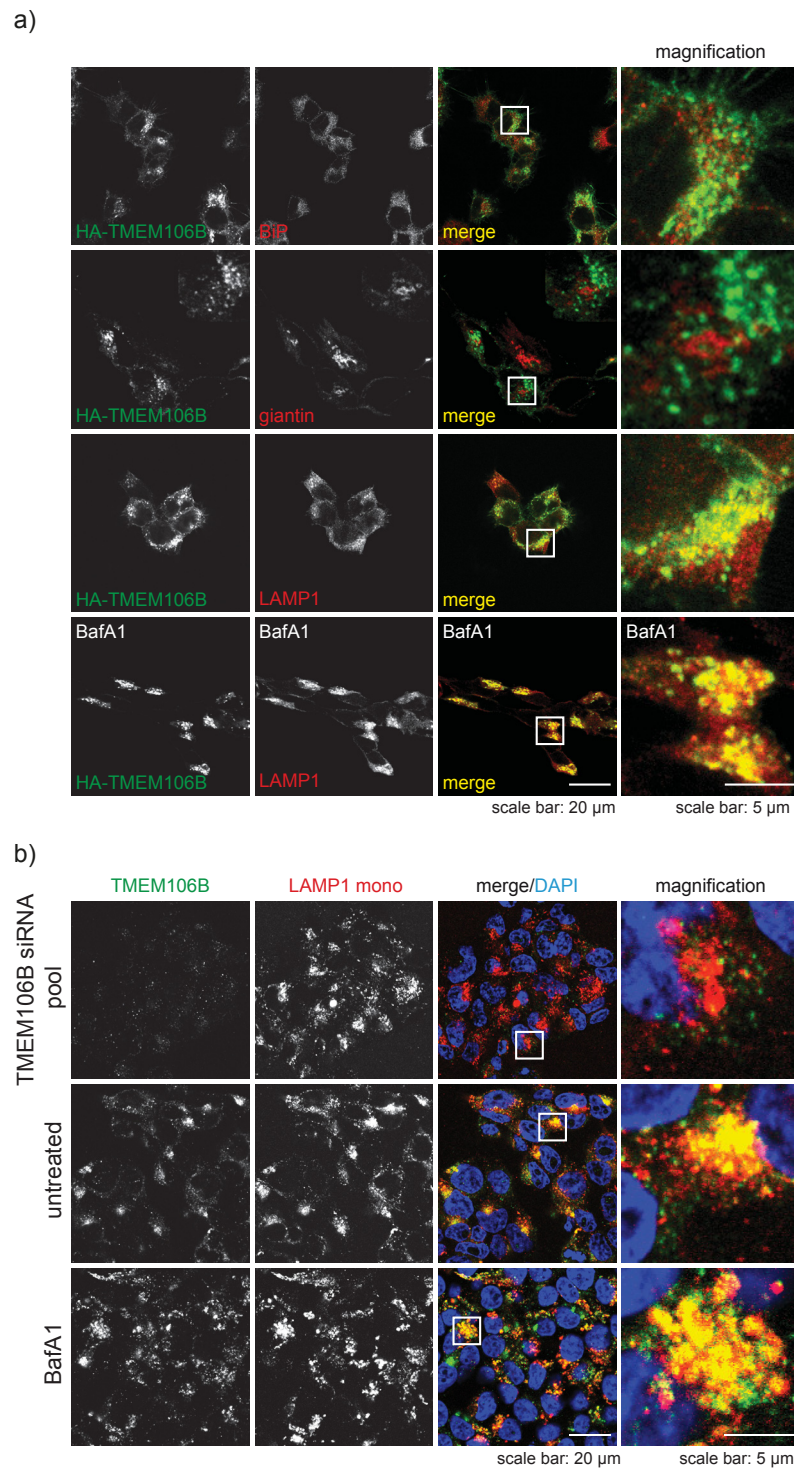 a)
magnification
HA-TMEM106B BiP merge
HA-TMEM106B giantin merge
HA-TMEM106B LAMP1 merge
BafA1 BafA1 BafA1 BafA1
HA-TMEM106B LAMP1 merge
scale bar: 20 µm scale bar: 5 µm
b)
TMEM106B LAMP1 mono merge/DAPI magnification
TMEM106B siRNA
pool
untreated
BafA1
scale bar: 20 µm scale bar: 5 µm